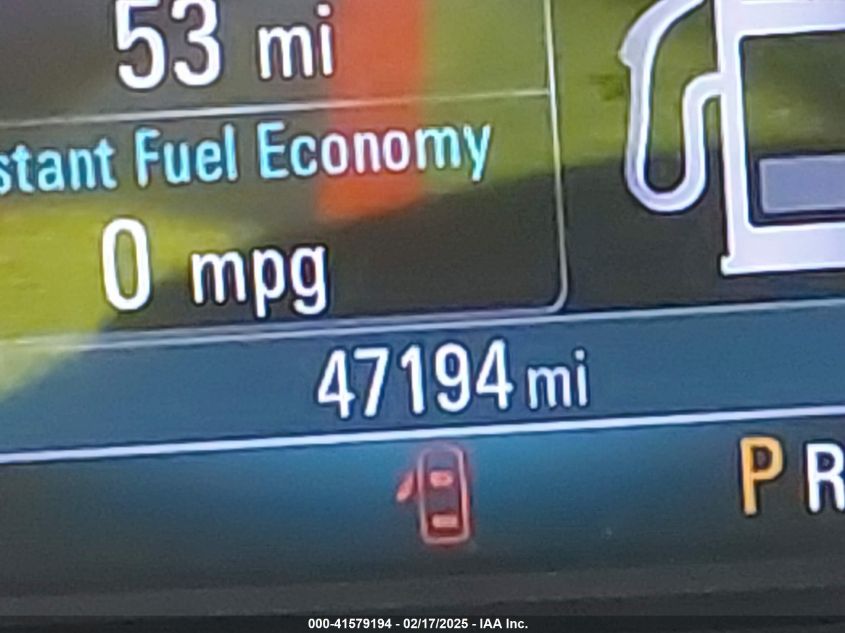 53 mi
stant Fuel Economy
0 mpg
47194 mi
P R
000-41579194 - 02/17/2025 - IAA Inc.